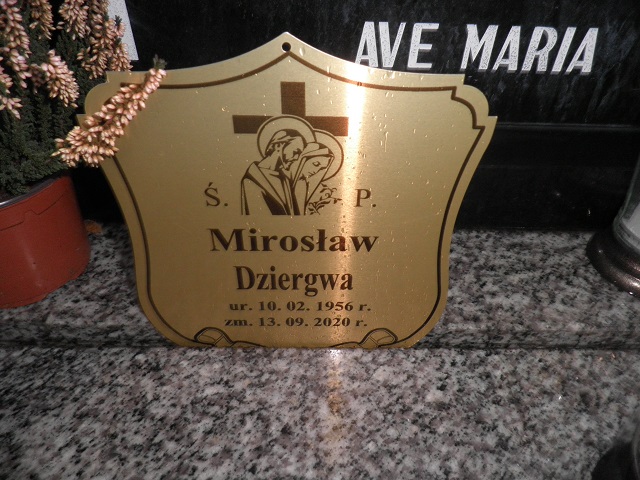 AVE MARIA
Ś. P.
Mirosław
Dziergwa
ur. 10. 02. 1956 r.
zm. 13. 09. 2020 r.